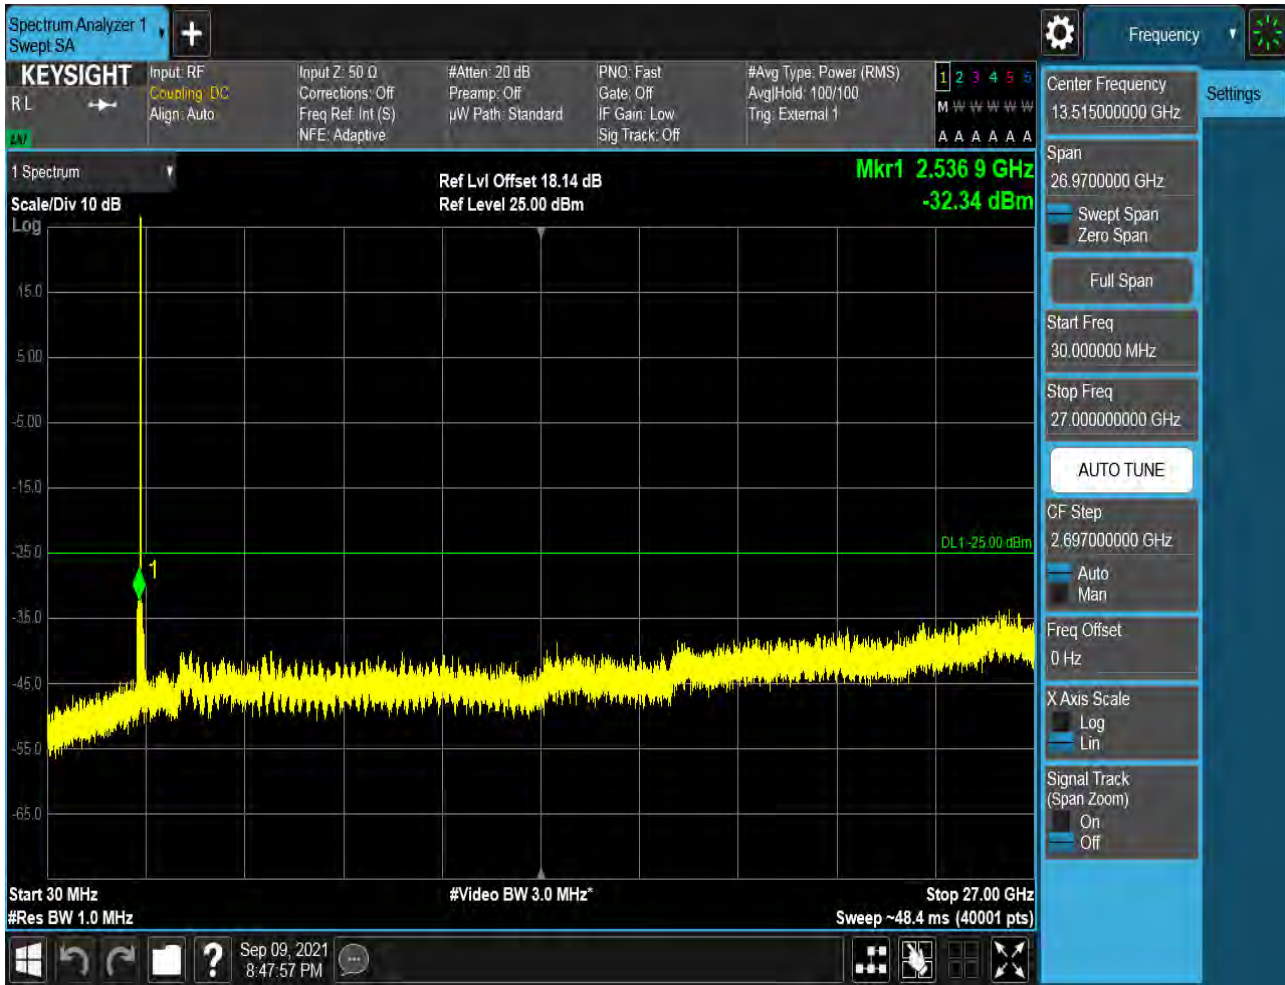 Spectrum Analyzer 1
Swept SA
Frequency
KEYSIGHT
R L
Input: RF
Coupling: DC
Align: Auto
Input Z: 50 Ω
Corrections: Off
Freq Ref: Int (S)
NFE: Adaptive
#Atten: 20 dB
Preamp: Off
µW Path: Standard
PNO: Fast
Gate: Off
IF Gain: Low
Sig Track: Off
#Avg Type: Power (RMS)
Avg|Hold: 100/100
Trig: External 1
1 2 3 4 5 6
M W W W W W
A A A A A A
1 Spectrum
Scale/Div 10 dB
Log
Ref Lvl Offset 18.14 dB
Ref Level 25.00 dBm
Mkr1 2.536 9 GHz
-32.34 dBm
15.0
5.00
-5.00
-15.0
-25.0
-35.0
-45.0
-55.0
-65.0
1
DL1 -25.00 dBm
Start 30 MHz
#Res BW 1.0 MHz
#Video BW 3.0 MHz*
Stop 27.00 GHz
Sweep ~48.4 ms (40001 pts)
Sep 09, 2021
8:47:57 PM
Center Frequency
13.515000000 GHz
Settings
Span
26.9700000 GHz
Swept Span
Zero Span
Full Span
Start Freq
30.000000 MHz
Stop Freq
27.000000000 GHz
AUTO TUNE
CF Step
2.697000000 GHz
Auto
Man
Freq Offset
0 Hz
X Axis Scale
Log
Lin
Signal Track
(Span Zoom)
On
Off